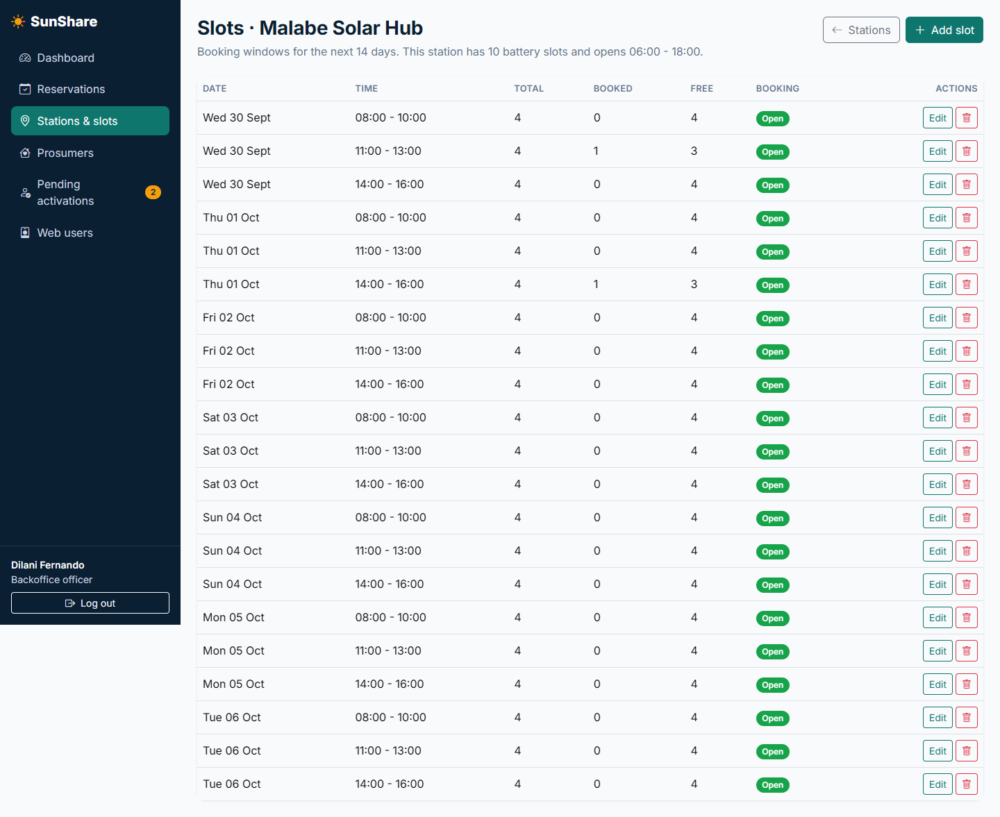 SunShare
Dashboard
Reservations
Stations & slots
Prosumers
Pending
activations
2
Web users
Dilani Fernando
Backoffice officer
Log out
Slots · Malabe Solar Hub
Booking windows for the next 14 days. This station has 10 battery slots and opens 06:00 - 18:00.
← Stations
+ Add slot
DATE TIME TOTAL BOOKED FREE BOOKING ACTIONS
Wed 30 Sept 08:00 - 10:00 4 0 4 Open Edit
Wed 30 Sept 11:00 - 13:00 4 1 3 Open Edit
Wed 30 Sept 14:00 - 16:00 4 0 4 Open Edit
Thu 01 Oct 08:00 - 10:00 4 0 4 Open Edit
Thu 01 Oct 11:00 - 13:00 4 0 4 Open Edit
Thu 01 Oct 14:00 - 16:00 4 1 3 Open Edit
Fri 02 Oct 08:00 - 10:00 4 0 4 Open Edit
Fri 02 Oct 11:00 - 13:00 4 0 4 Open Edit
Fri 02 Oct 14:00 - 16:00 4 0 4 Open Edit
Sat 03 Oct 08:00 - 10:00 4 0 4 Open Edit
Sat 03 Oct 11:00 - 13:00 4 0 4 Open Edit
Sat 03 Oct 14:00 - 16:00 4 0 4 Open Edit
Sun 04 Oct 08:00 - 10:00 4 0 4 Open Edit
Sun 04 Oct 11:00 - 13:00 4 0 4 Open Edit
Sun 04 Oct 14:00 - 16:00 4 0 4 Open Edit
Mon 05 Oct 08:00 - 10:00 4 0 4 Open Edit
Mon 05 Oct 11:00 - 13:00 4 0 4 Open Edit
Mon 05 Oct 14:00 - 16:00 4 0 4 Open Edit
Tue 06 Oct 08:00 - 10:00 4 0 4 Open Edit
Tue 06 Oct 11:00 - 13:00 4 0 4 Open Edit
Tue 06 Oct 14:00 - 16:00 4 0 4 Open Edit